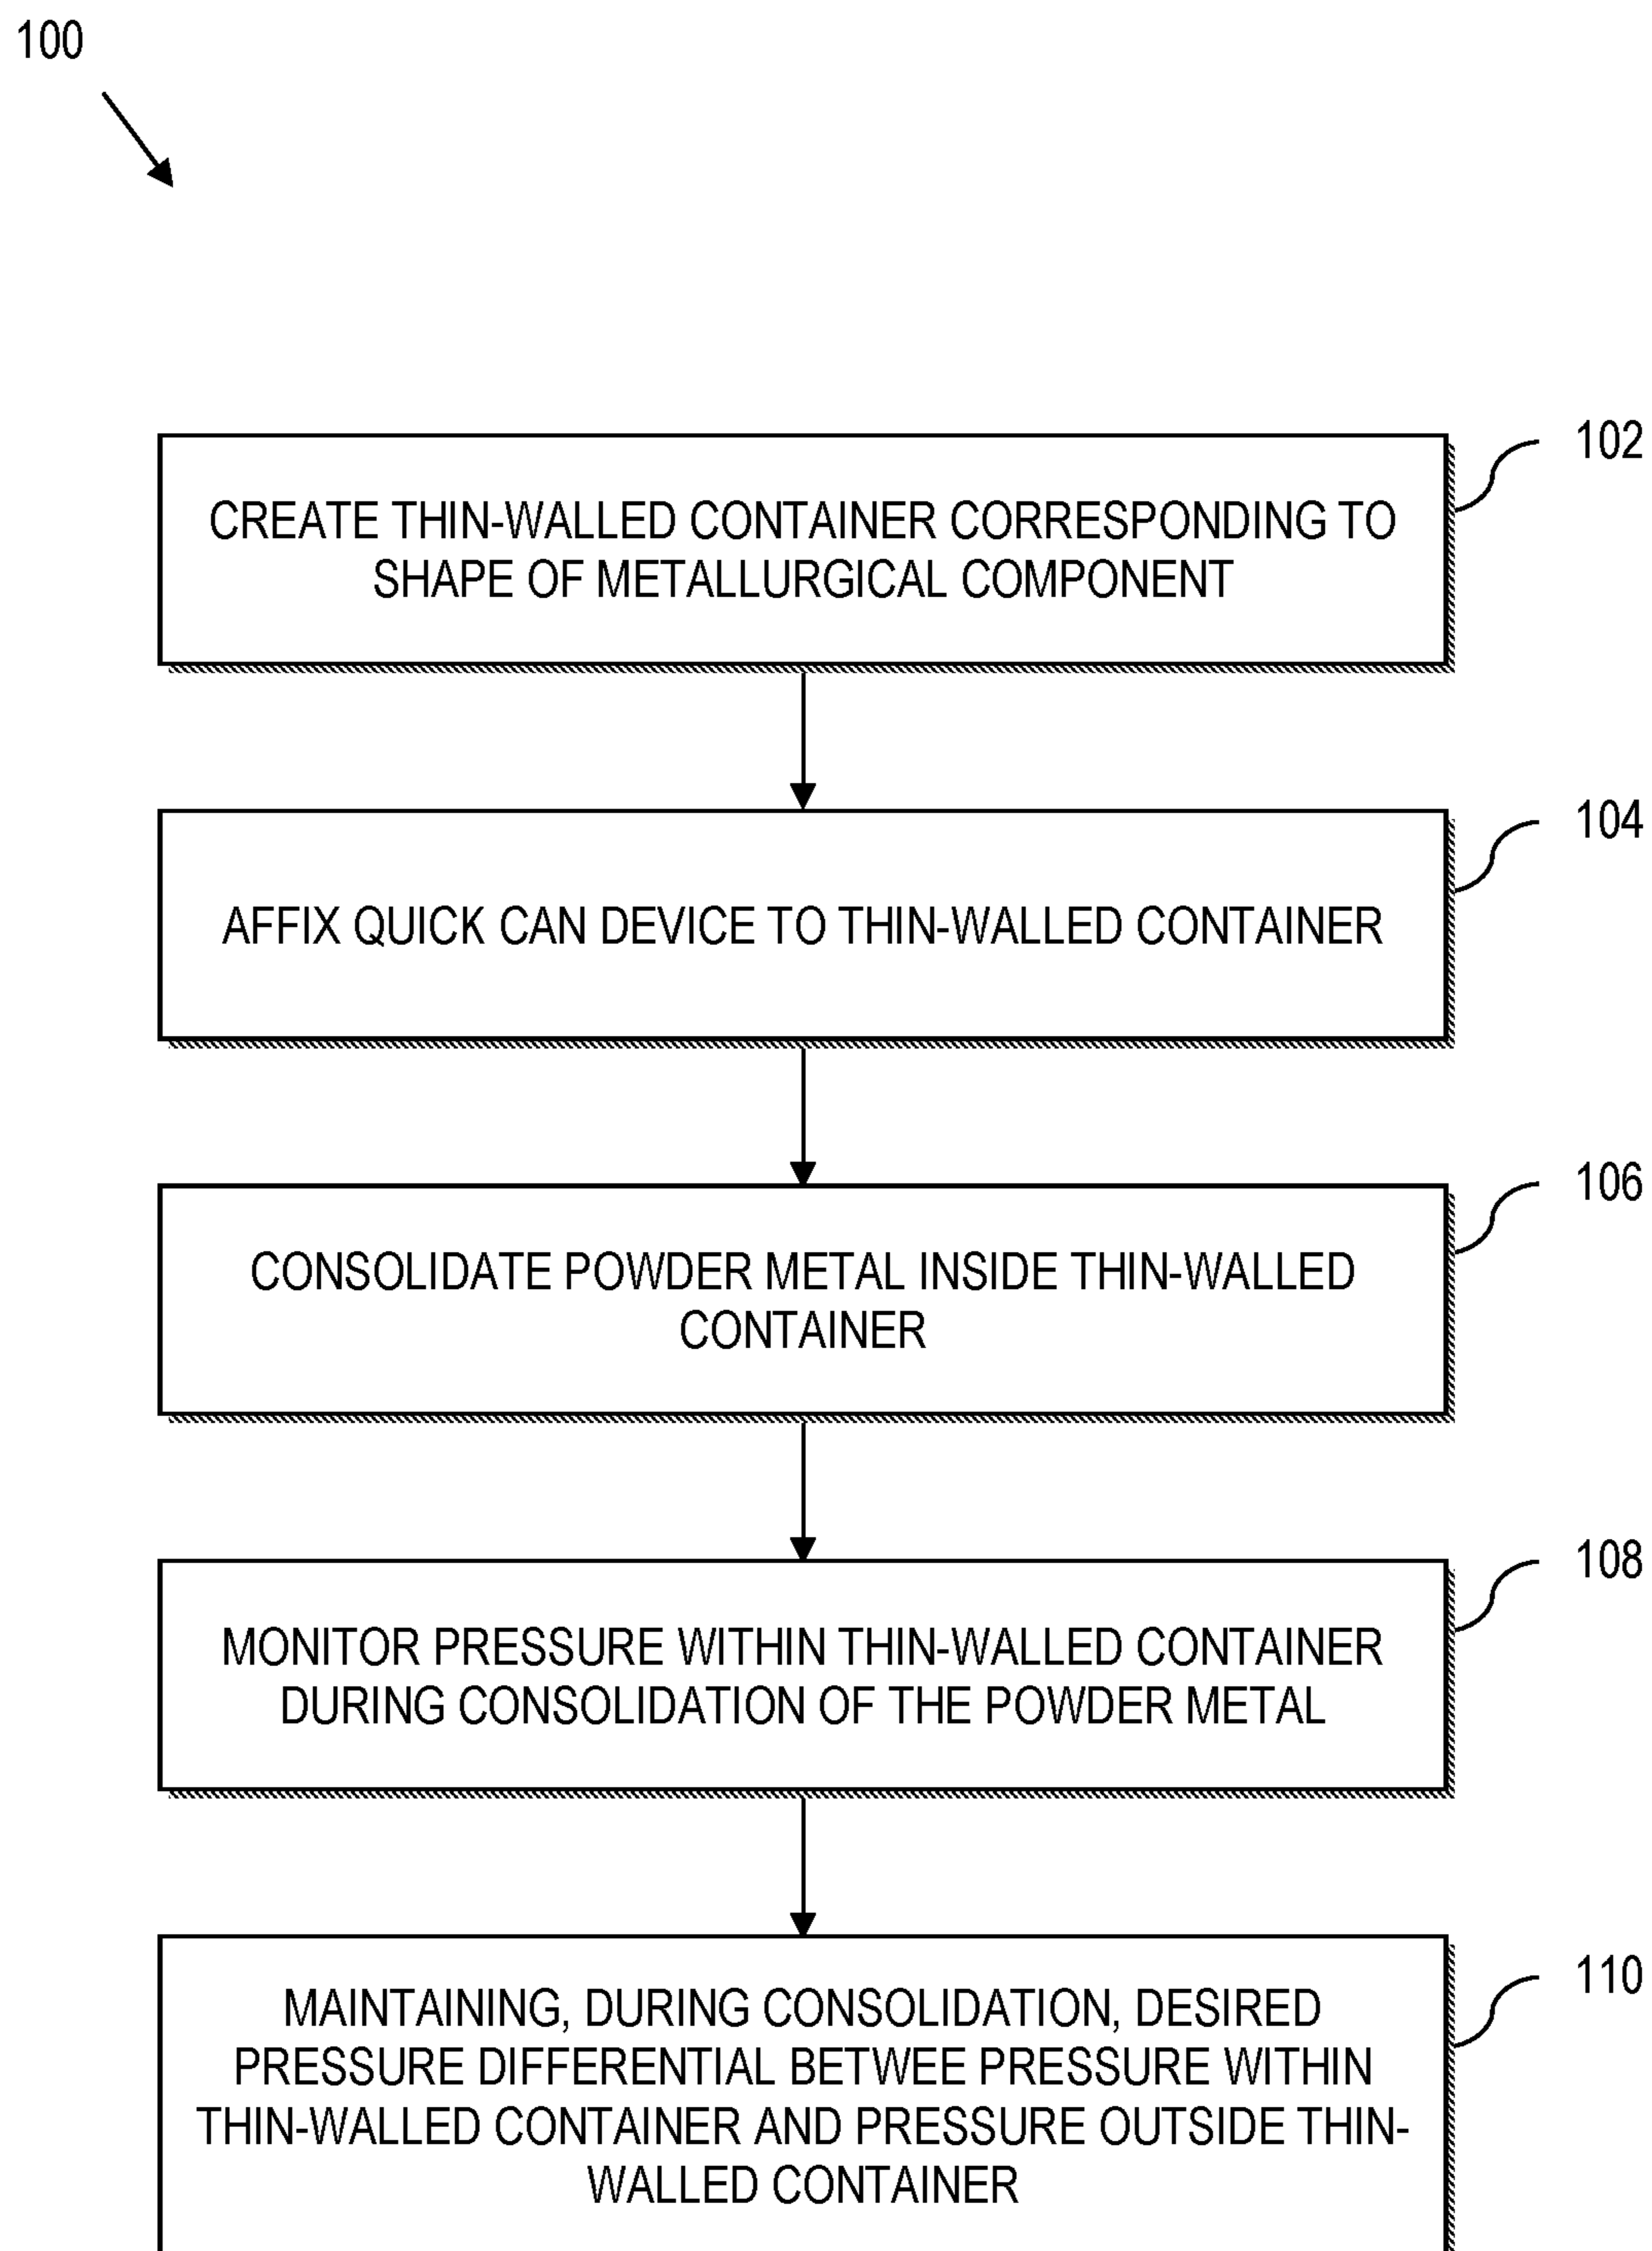 100
102
CREATE THIN-WALLED CONTAINER CORRESPONDING TO
SHAPE OF METALLURGICAL COMPONENT
104
AFFIX QUICK CAN DEVICE TO THIN-WALLED CONTAINER
106
CONSOLIDATE POWDER METAL INSIDE THIN-WALLED
CONTAINER
108
MONITOR PRESSURE WITHIN THIN-WALLED CONTAINER
DURING CONSOLIDATION OF THE POWDER METAL
110
MAINTAINING, DURING CONSOLIDATION, DESIRED
PRESSURE DIFFERENTIAL BETWEE PRESSURE WITHIN
THIN-WALLED CONTAINER AND PRESSURE OUTSIDE THIN-
WALLED CONTAINER